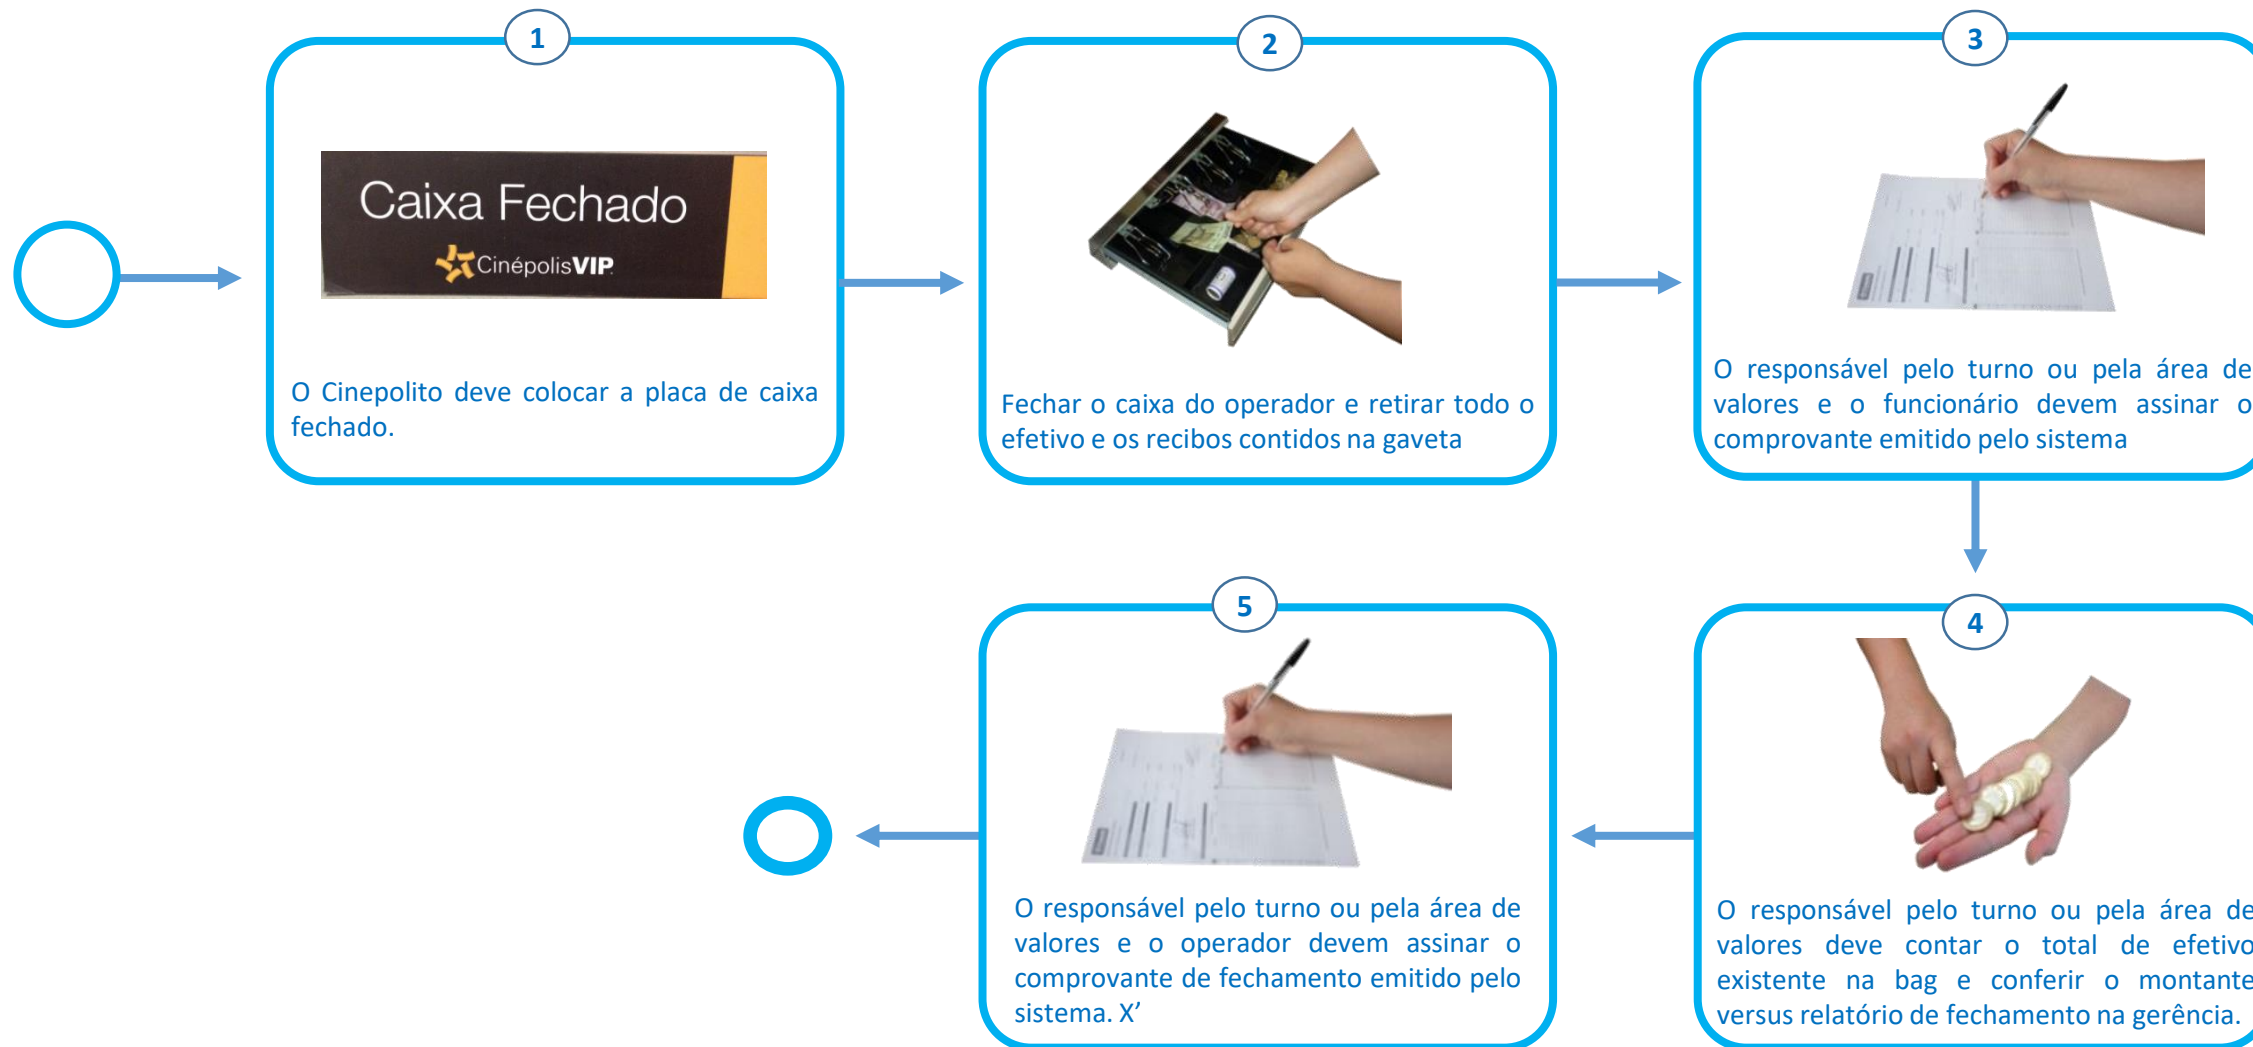 1
Caixa Fechado
CinépolisVIP.
O Cinepolito deve colocar a placa de caixa
fechado.
2
Fechar o caixa do operador e retirar todo o
efetivo e os recibos contidos na gaveta
3
O responsável pelo turno ou pela área de
valores e o funcionário devem assinar o
comprovante emitido pelo sistema
4
O responsável pelo turno ou pela área de
valores deve contar o total de efetivo
existente na bag e conferir o montante
versus relatório de fechamento na gerência.
5
O responsável pelo turno ou pela área de
valores e o operador devem assinar o
comprovante de fechamento emitido pelo
sistema. X’